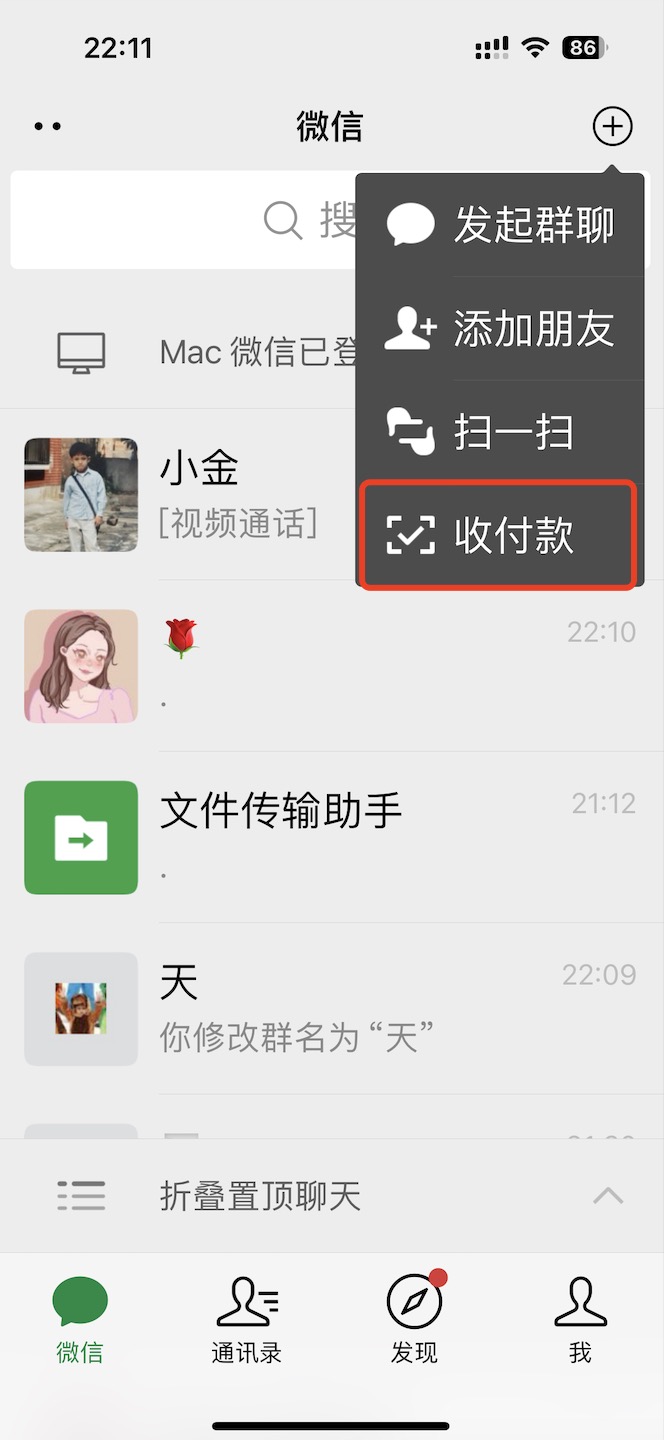 22:11
86
微信
搜
发起群聊
添加朋友
扫一扫
收付款
Mac 微信已登
小金
[视频通话]
🌹
22:10
.
文件传输助手
21:12
.
天
22:09
你修改群名为 “天”
折叠置顶聊天
微信
通讯录
发现
我